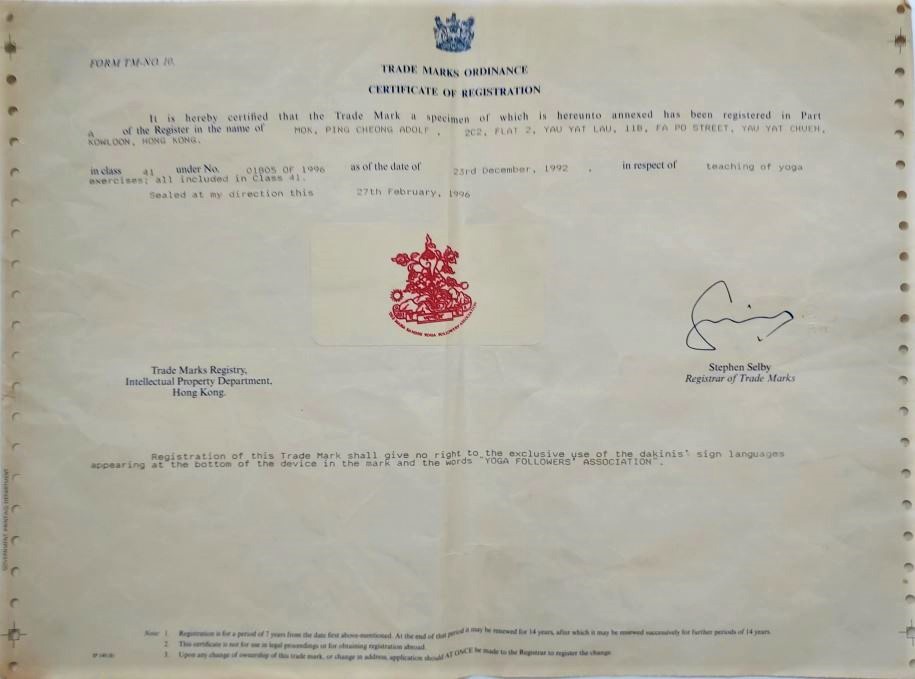 FORM TM-NO 10.
TRADE MARKS ORDINANCE
CERTIFICATE OF REGISTRATION
It is hereby certified that the Trade Mark a specimen of which is hereunto annexed has been registered in Part
A of the Register in the name of MOK, PING CHEONG ADOLF , 2C2, FLAT 2, YAU YAT LAU, 11B, FA PO STREET, YAU YAT CHUEN,
KOWLOON, HONG KONG.
in class 41 under No. 01805 OF 1996 as of the date of 23rd December, 1992 , in respect of teaching of yoga
exercises; all included in Class 41.
Sealed at my direction this 27th February, 1996
YOGA FOLLOWERS' ASSOCIATION
Trade Marks Registry,
Intellectual Property Department,
Hong Kong.
Stephen Selby
Registrar of Trade Marks
Registration of this Trade Mark shall give no right to the exclusive use of the dakinis' sign languages
appearing at the bottom of the device in the mark and the words "YOGA FOLLOWERS' ASSOCIATION".
GOVERNMENT PRINTING DEPARTMENT
Note: 1. Registration is for a period of 7 years from the date first above-mentioned. At the end of that period it may be renewed for 14 years, after which it may be renewed successively for further periods of 14 years.
2. This certificate is not for use in legal proceedings or for obtaining registration abroad.
3. Upon any change of ownership of this trade mark, or change in address, application should AT ONCE be made to the Registrar to register the change.